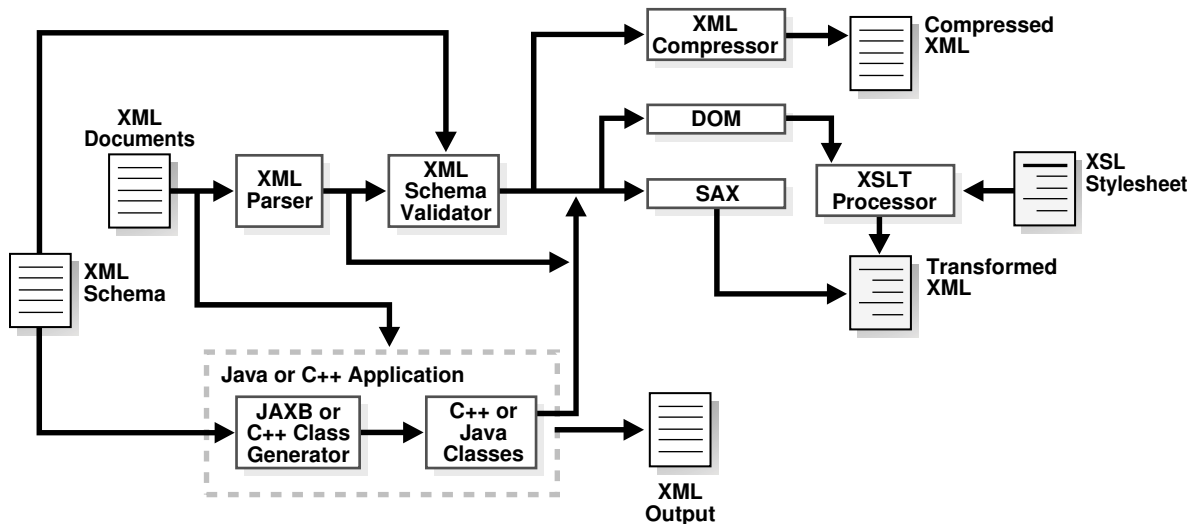 XML
Compressor
Compressed
XML
XML
Documents
DOM
XML
Parser
XML
Schema
Validator
SAX
XSLT
Processor
XSL
Stylesheet
XML
Schema
Transformed
XML
Java or C++ Application
JAXB or
C++ Class
Generator
C++ or
Java
Classes
XML
Output